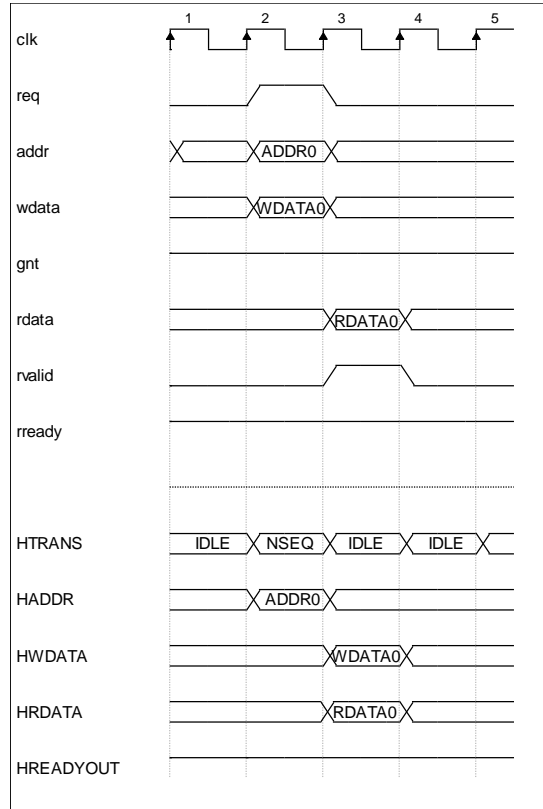 1 2 3 4 5
clk
req
addr ADDR0
wdata WDATA0
gnt
rdata RDATA0
rvalid
rready
HTRANS IDLE NSEQ IDLE IDLE
HADDR ADDR0
HWDATA WDATA0
HRDATA RDATA0
HREADYOUT